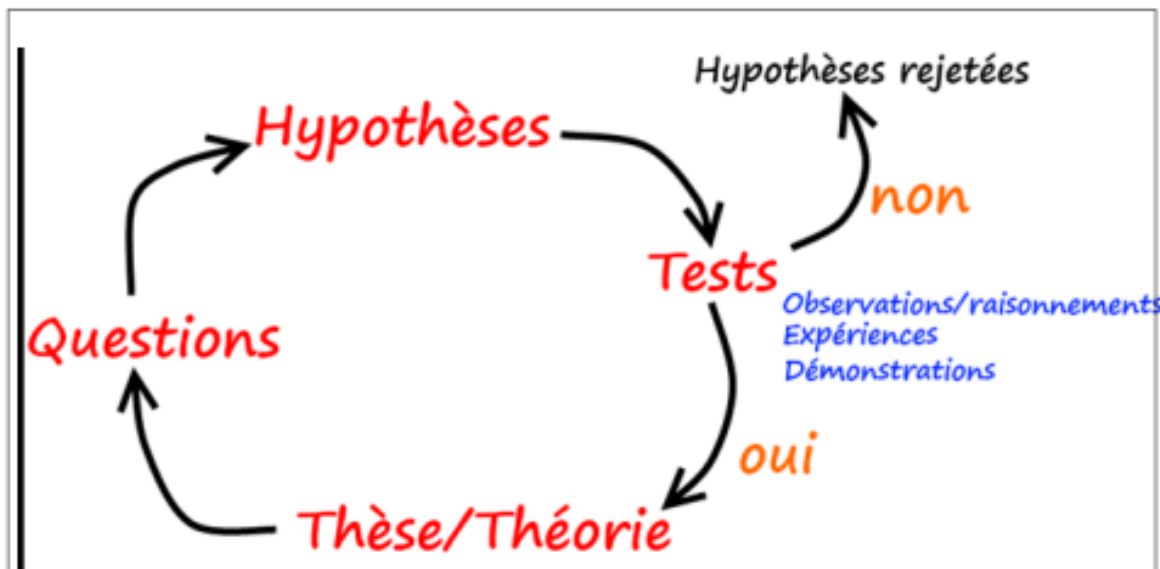 Hypothèses rejetées
Hypothèses
non
Tests
Observations/raisonnements
Expériences
Démonstrations
Questions
oui
Thèse/Théorie